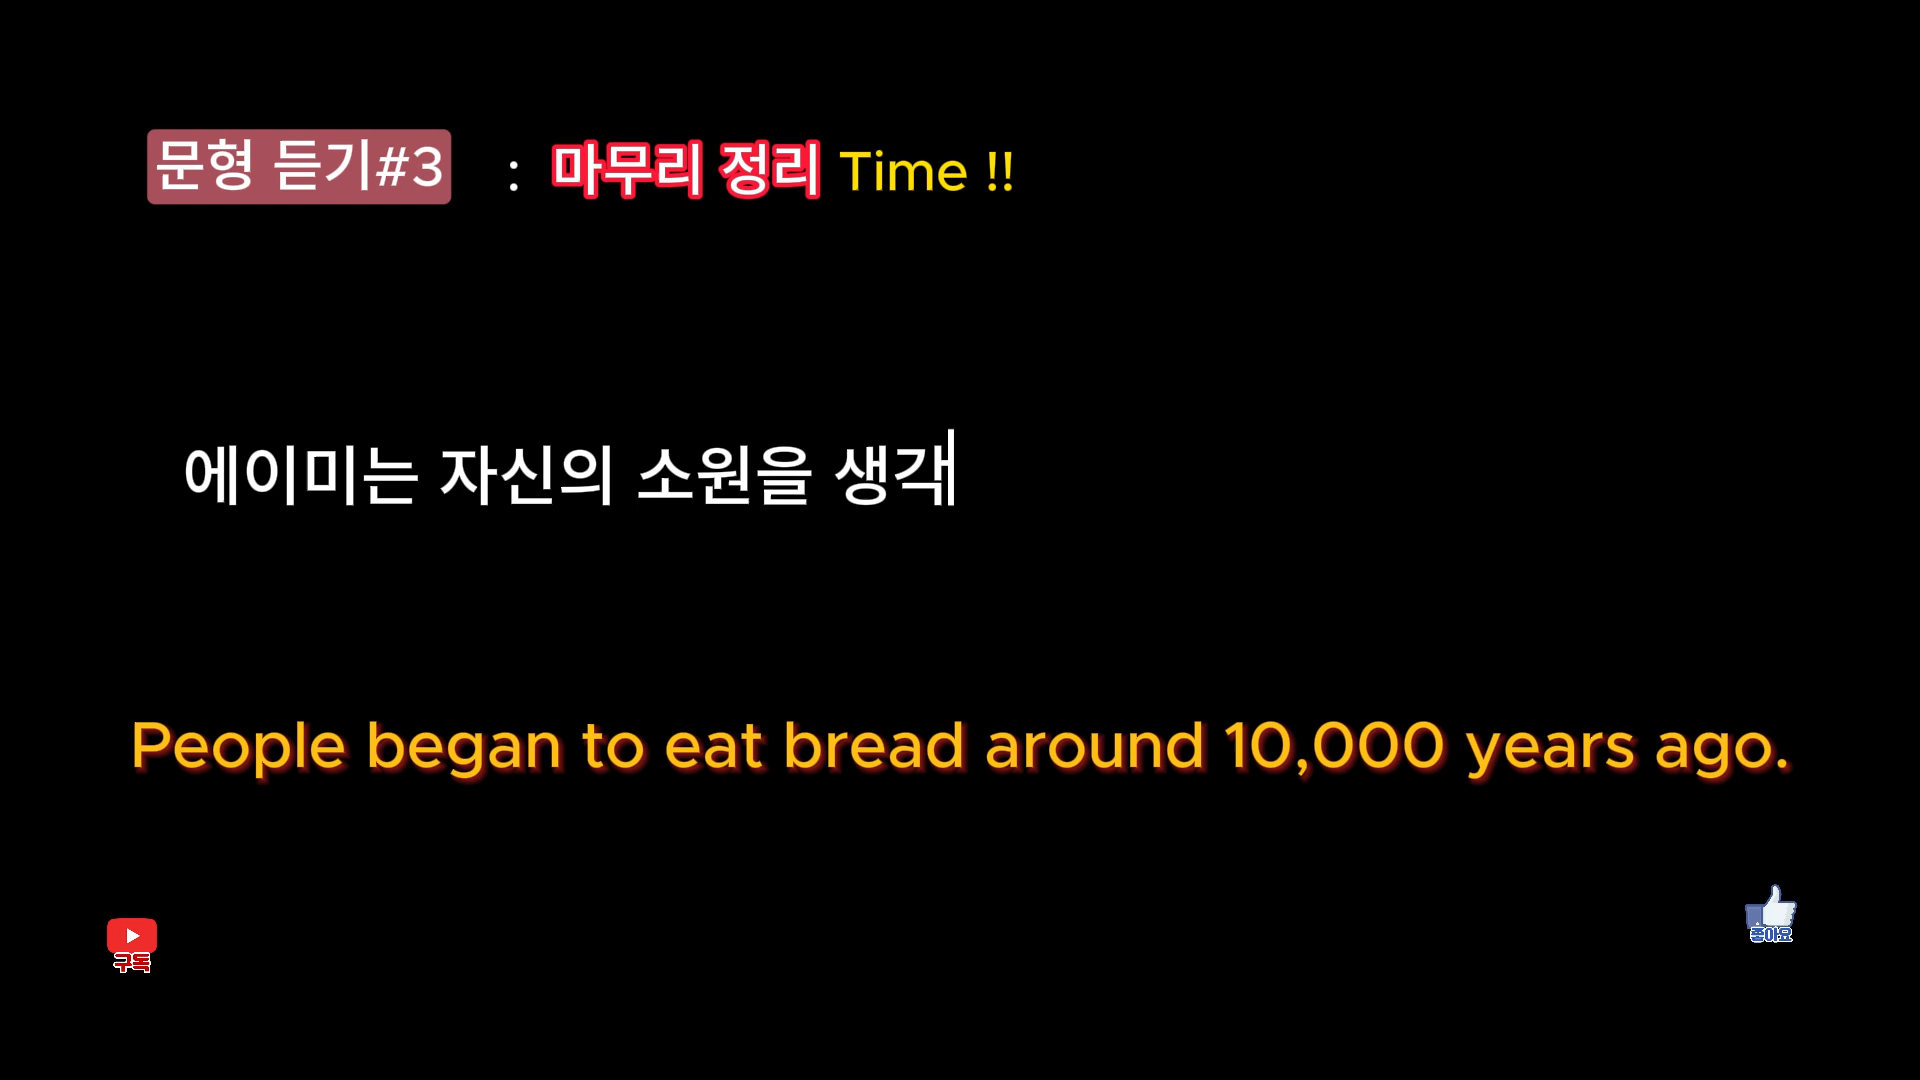 문형 듣기#3 : 마무리 정리 Time !!
에이미는 자신의 소원을 생각
People began to eat bread around 10,000 years ago.
구독
좋아요